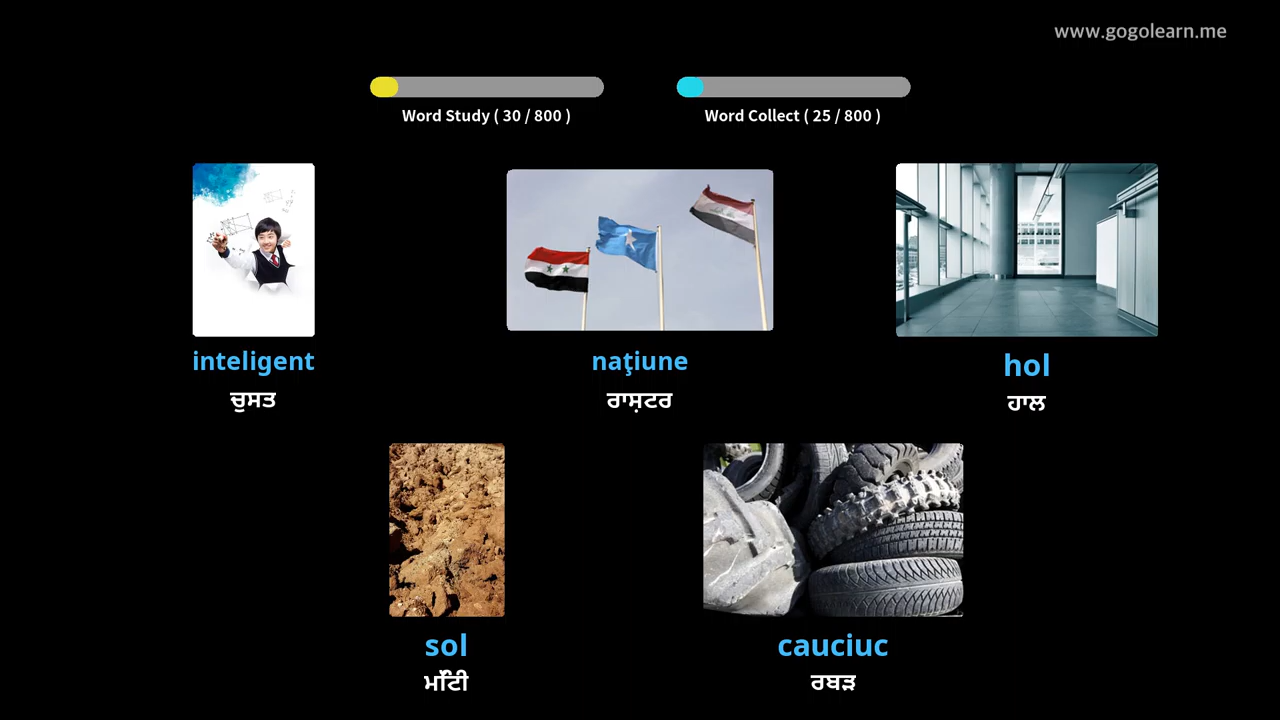 www.gogolearn.me
Word Study ( 30 / 800 )
Word Collect ( 25 / 800 )
inteligent
naţiune
hol
ਚੁਸਤ
ਰਾਸ਼ਟਰ
ਹਾਲ
sol
cauciuc
ਮਿੱਟੀ
ਰਬੜ